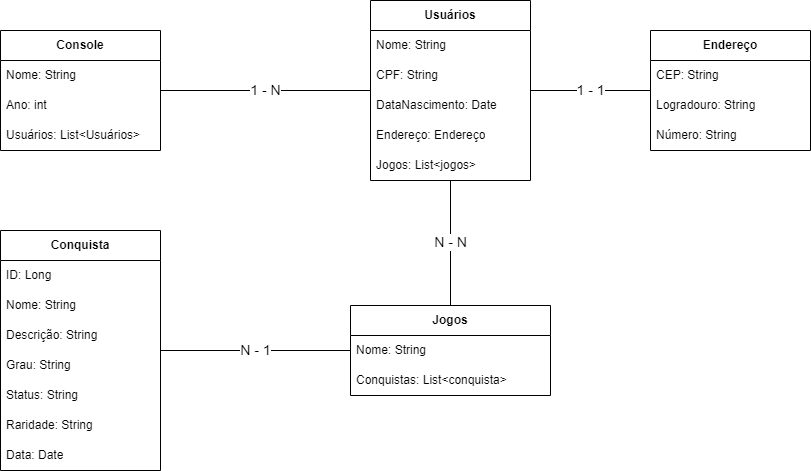 Console
Nome: String
Ano: int
Usuários: List<Usuários>
1 - N
Usuários
Nome: String
CPF: String
DataNascimento: Date
Endereço: Endereço
Jogos: List<jogos>
1 - 1
Endereço
CEP: String
Logradouro: String
Número: String
N - N
Conquista
ID: Long
Nome: String
Descrição: String
Grau: String
Status: String
Raridade: String
Data: Date
N - 1
Jogos
Nome: String
Conquistas: List<conquista>